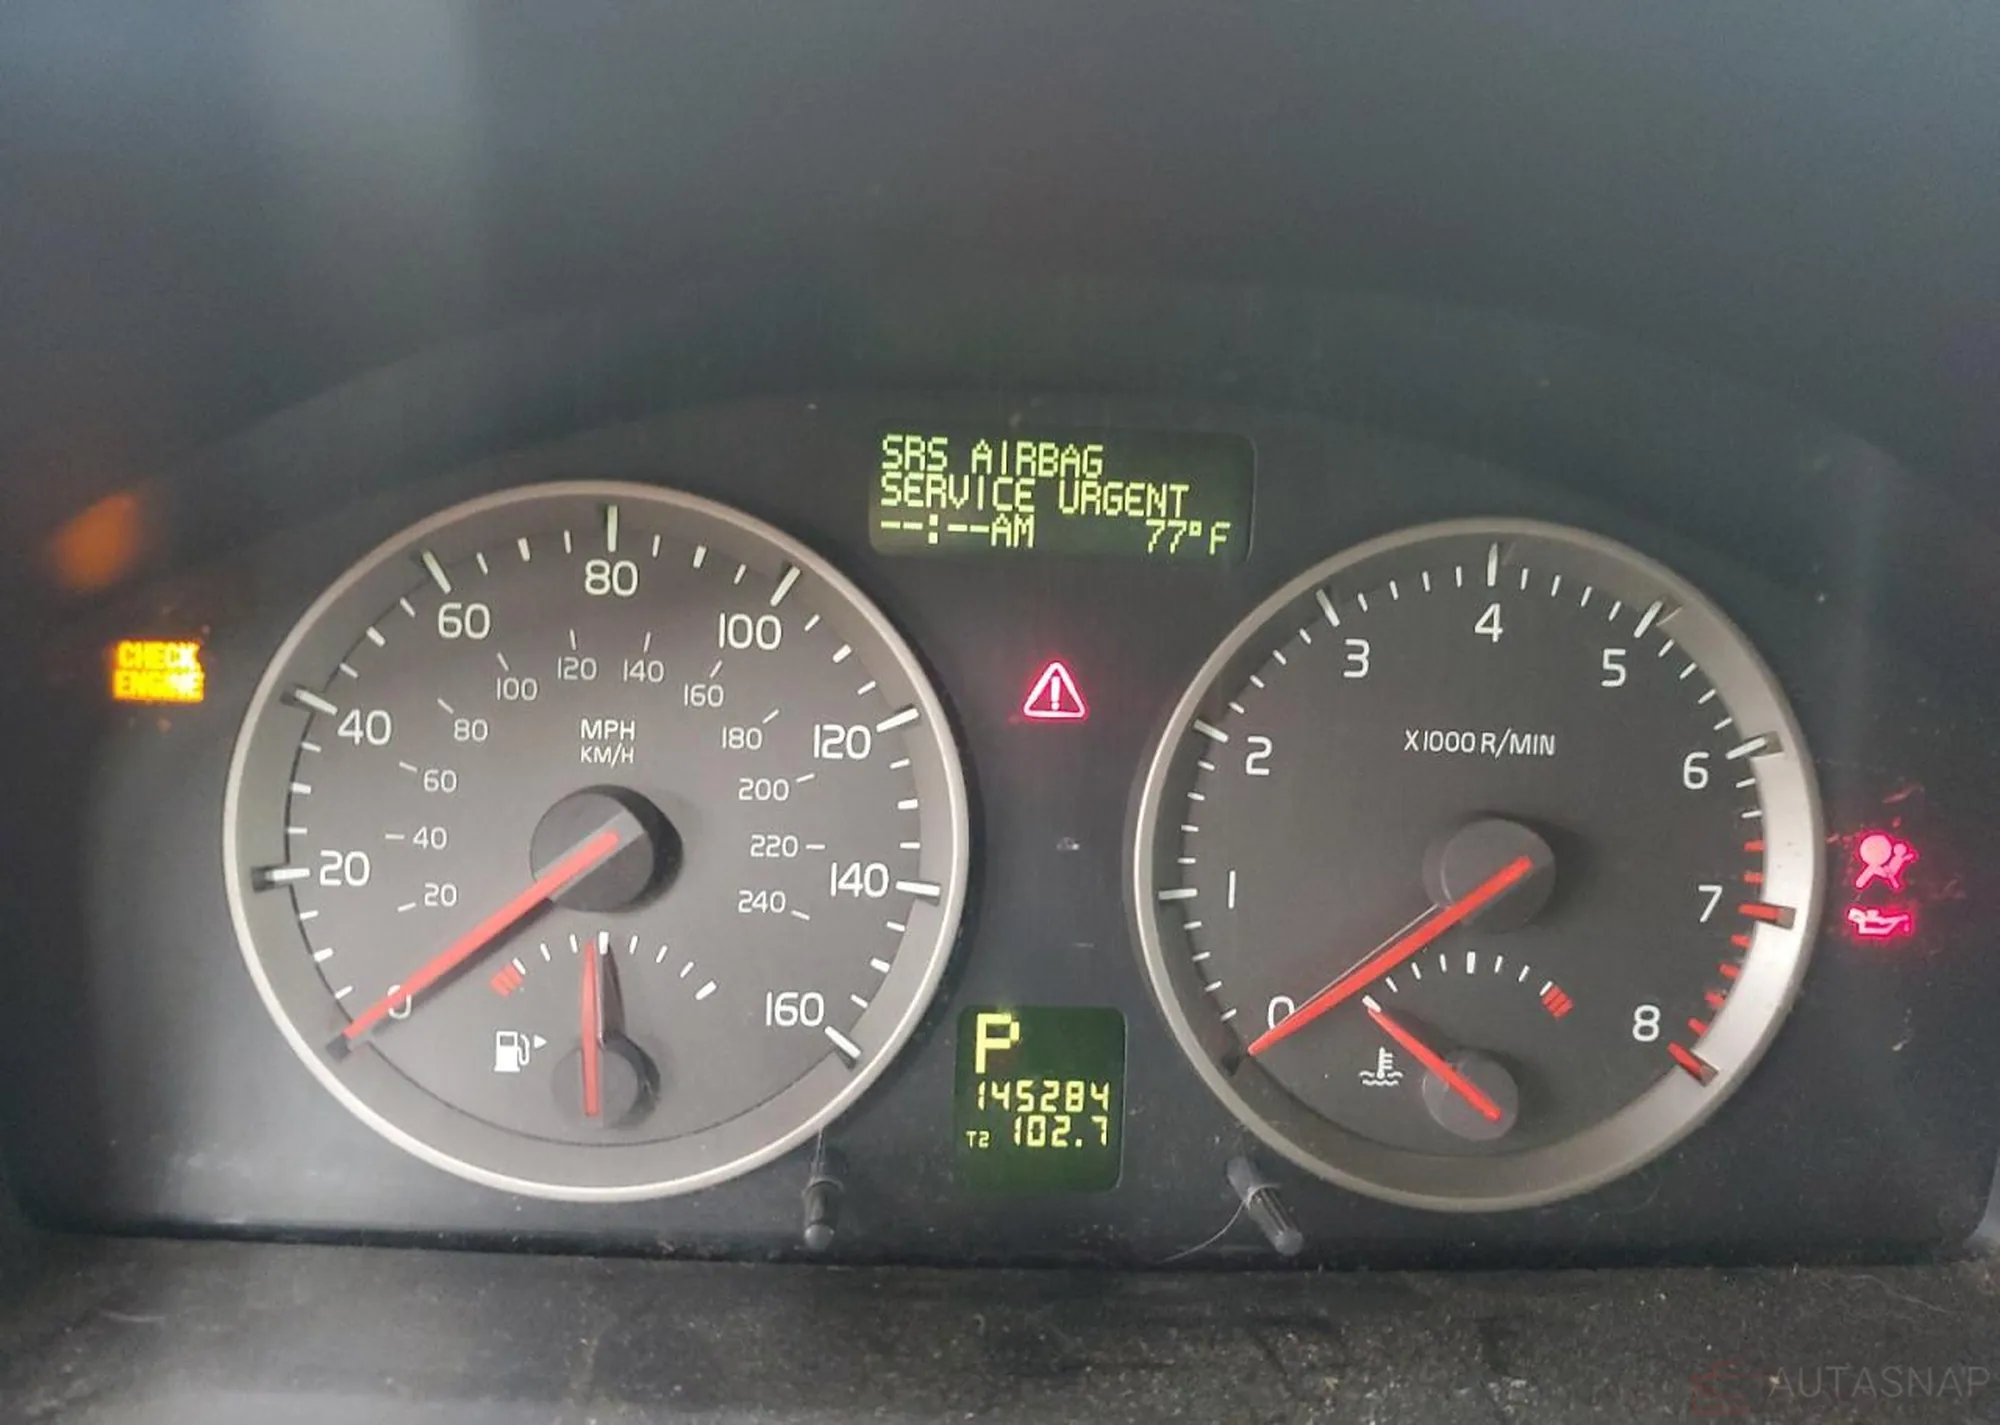 SRS AIRBAG
SERVICE URGENT
--:--AM 77°F
CHECK
ENGINE
0
20
40
60
80
100
120
140
160
20
40
60
80
100
120
140
160
180
200
220
240
MPH
KM/H
0
1
2
3
4
5
6
7
8
X1000 R/MIN
P
145284
T2 102.7
AUTASNAP